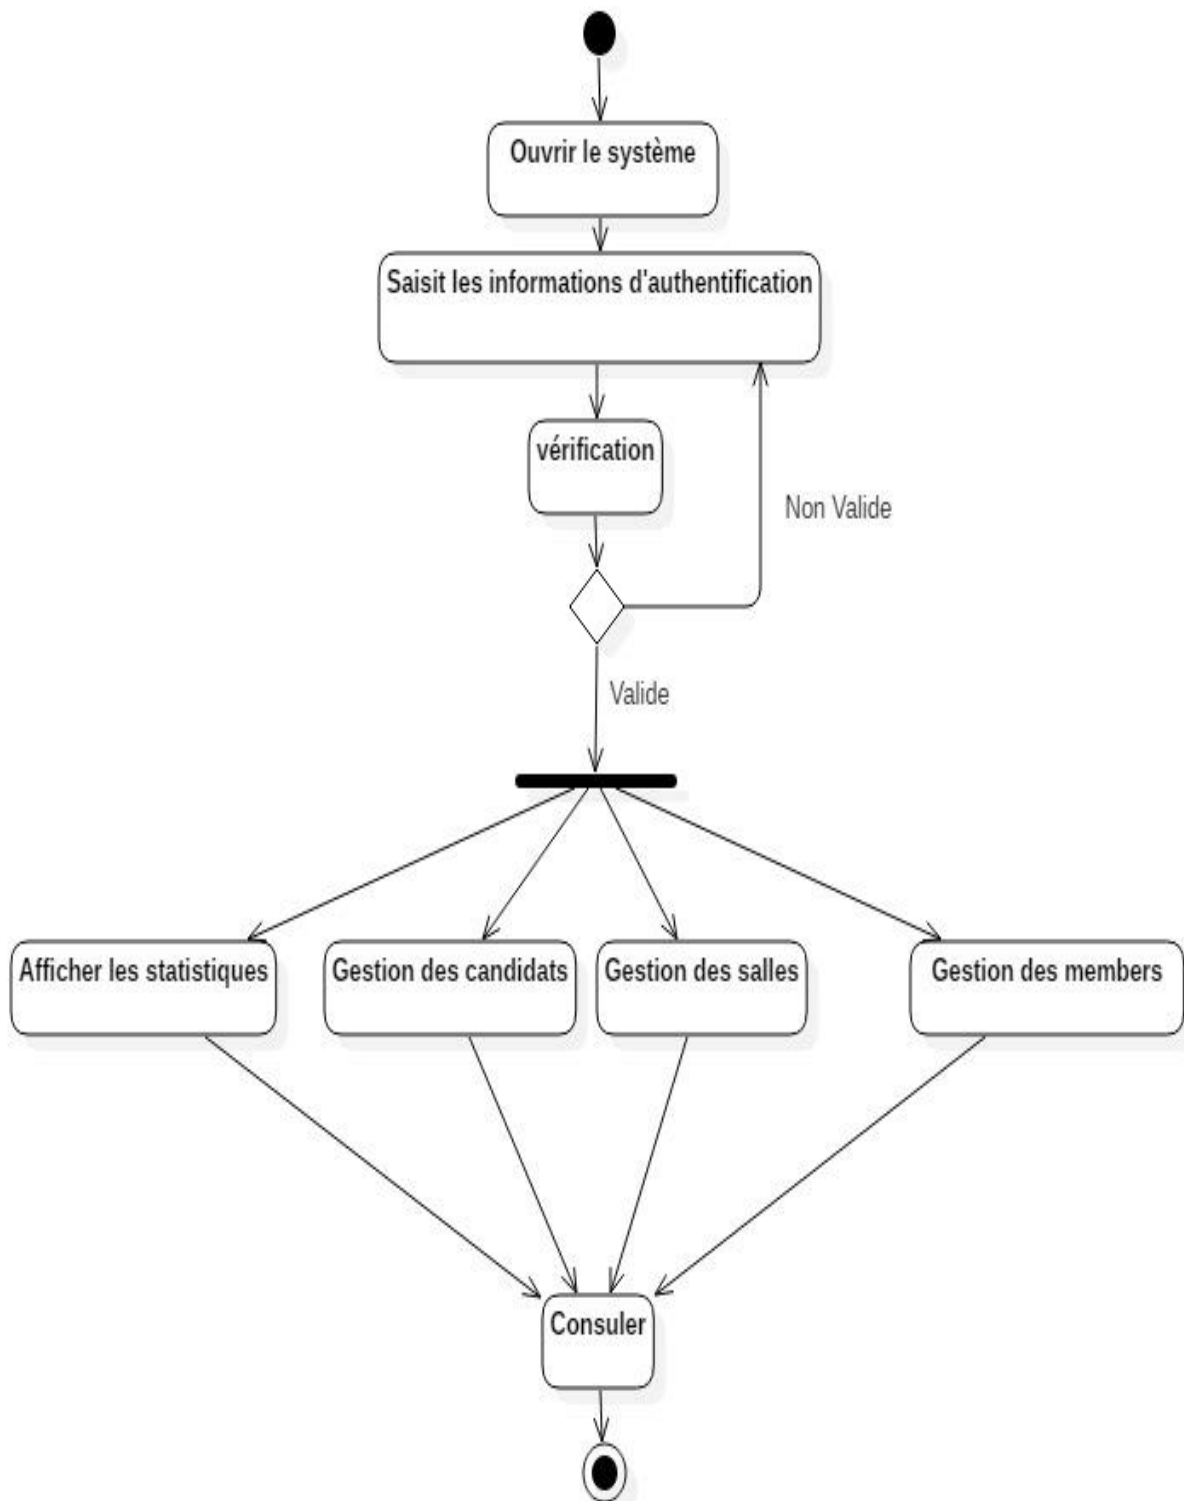 Ouvrir le système
Saisit les informations d'authentification
vérification
Non Valide
Valide
Afficher les statistiques
Gestion des candidats
Gestion des salles
Gestion des members
Consuler